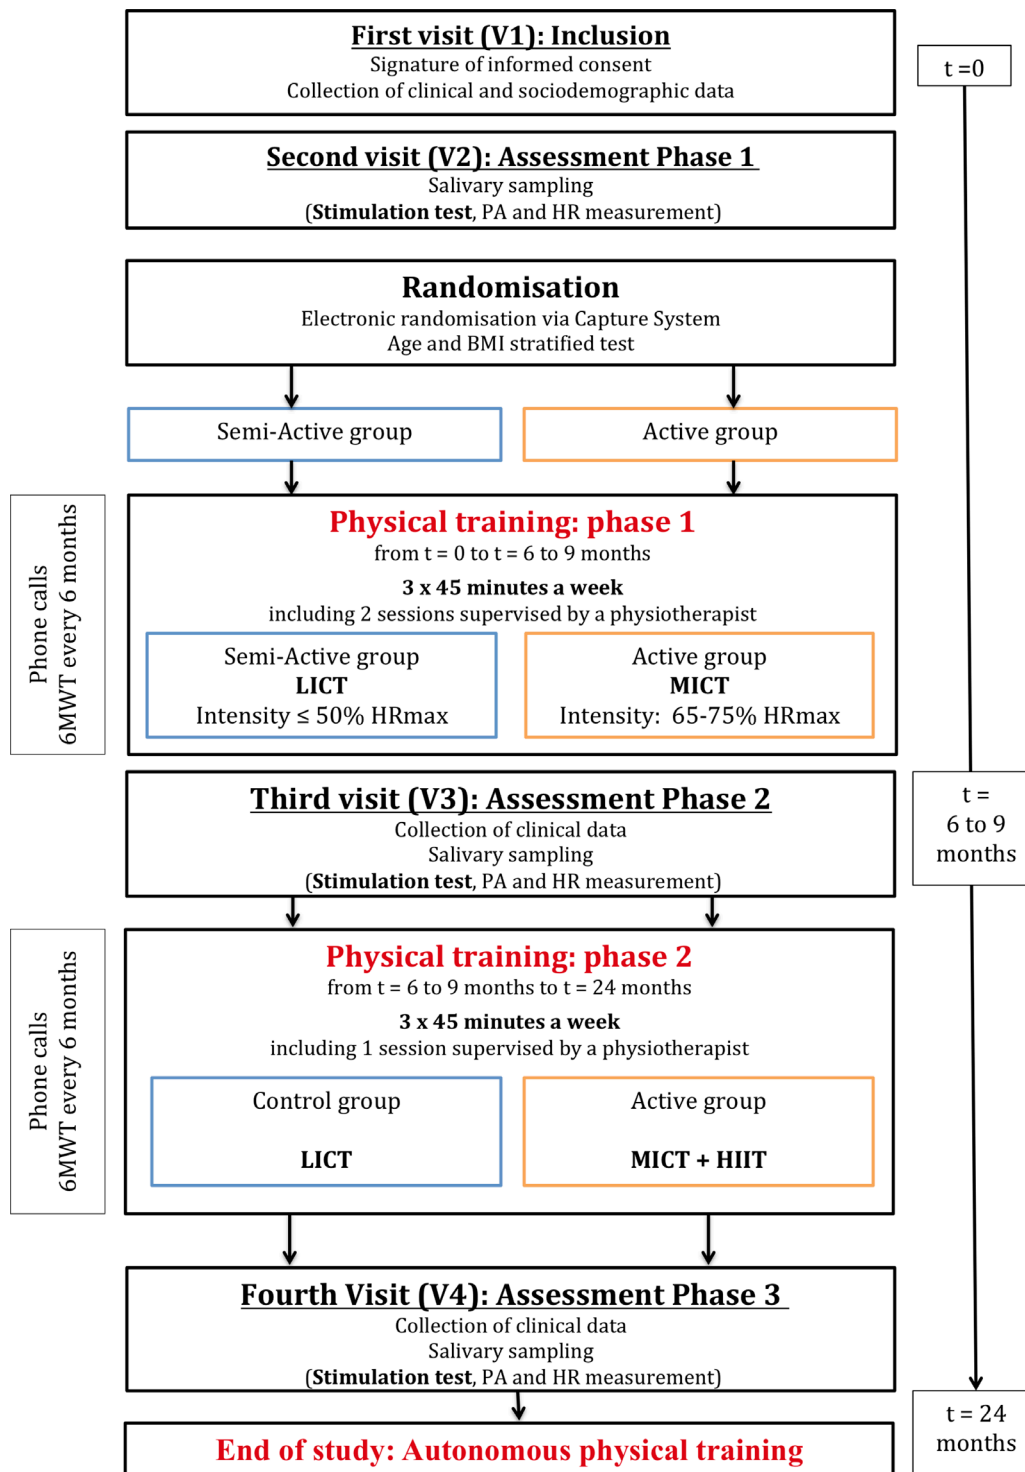 First visit (V1): Inclusion
Signature of informed consent
Collection of clinical and sociodemographic data
t =0
Second visit (V2): Assessment Phase 1
Salivary sampling
(Stimulation test, PA and HR measurement)
Randomisation
Electronic randomisation via Capture System
Age and BMI stratified test
Semi-Active group
Active group
Phone calls
6MWT every 6 months
Physical training: phase 1
from t = 0 to t = 6 to 9 months
3 x 45 minutes a week
including 2 sessions supervised by a physiotherapist
Semi-Active group
LICT
Intensity ≤ 50% HRmax
Active group
MICT
Intensity: 65-75% HRmax
Third visit (V3): Assessment Phase 2
Collection of clinical data
Salivary sampling
(Stimulation test, PA and HR measurement)
t =
6 to 9
months
Phone calls
6MWT every 6 months
Physical training: phase 2
from t = 6 to 9 months to t = 24 months
3 x 45 minutes a week
including 1 session supervised by a physiotherapist
Control group
LICT
Active group
MICT + HIIT
Fourth Visit (V4): Assessment Phase 3
Collection of clinical data
Salivary sampling
(Stimulation test, PA and HR measurement)
t = 24
months
End of study: Autonomous physical training